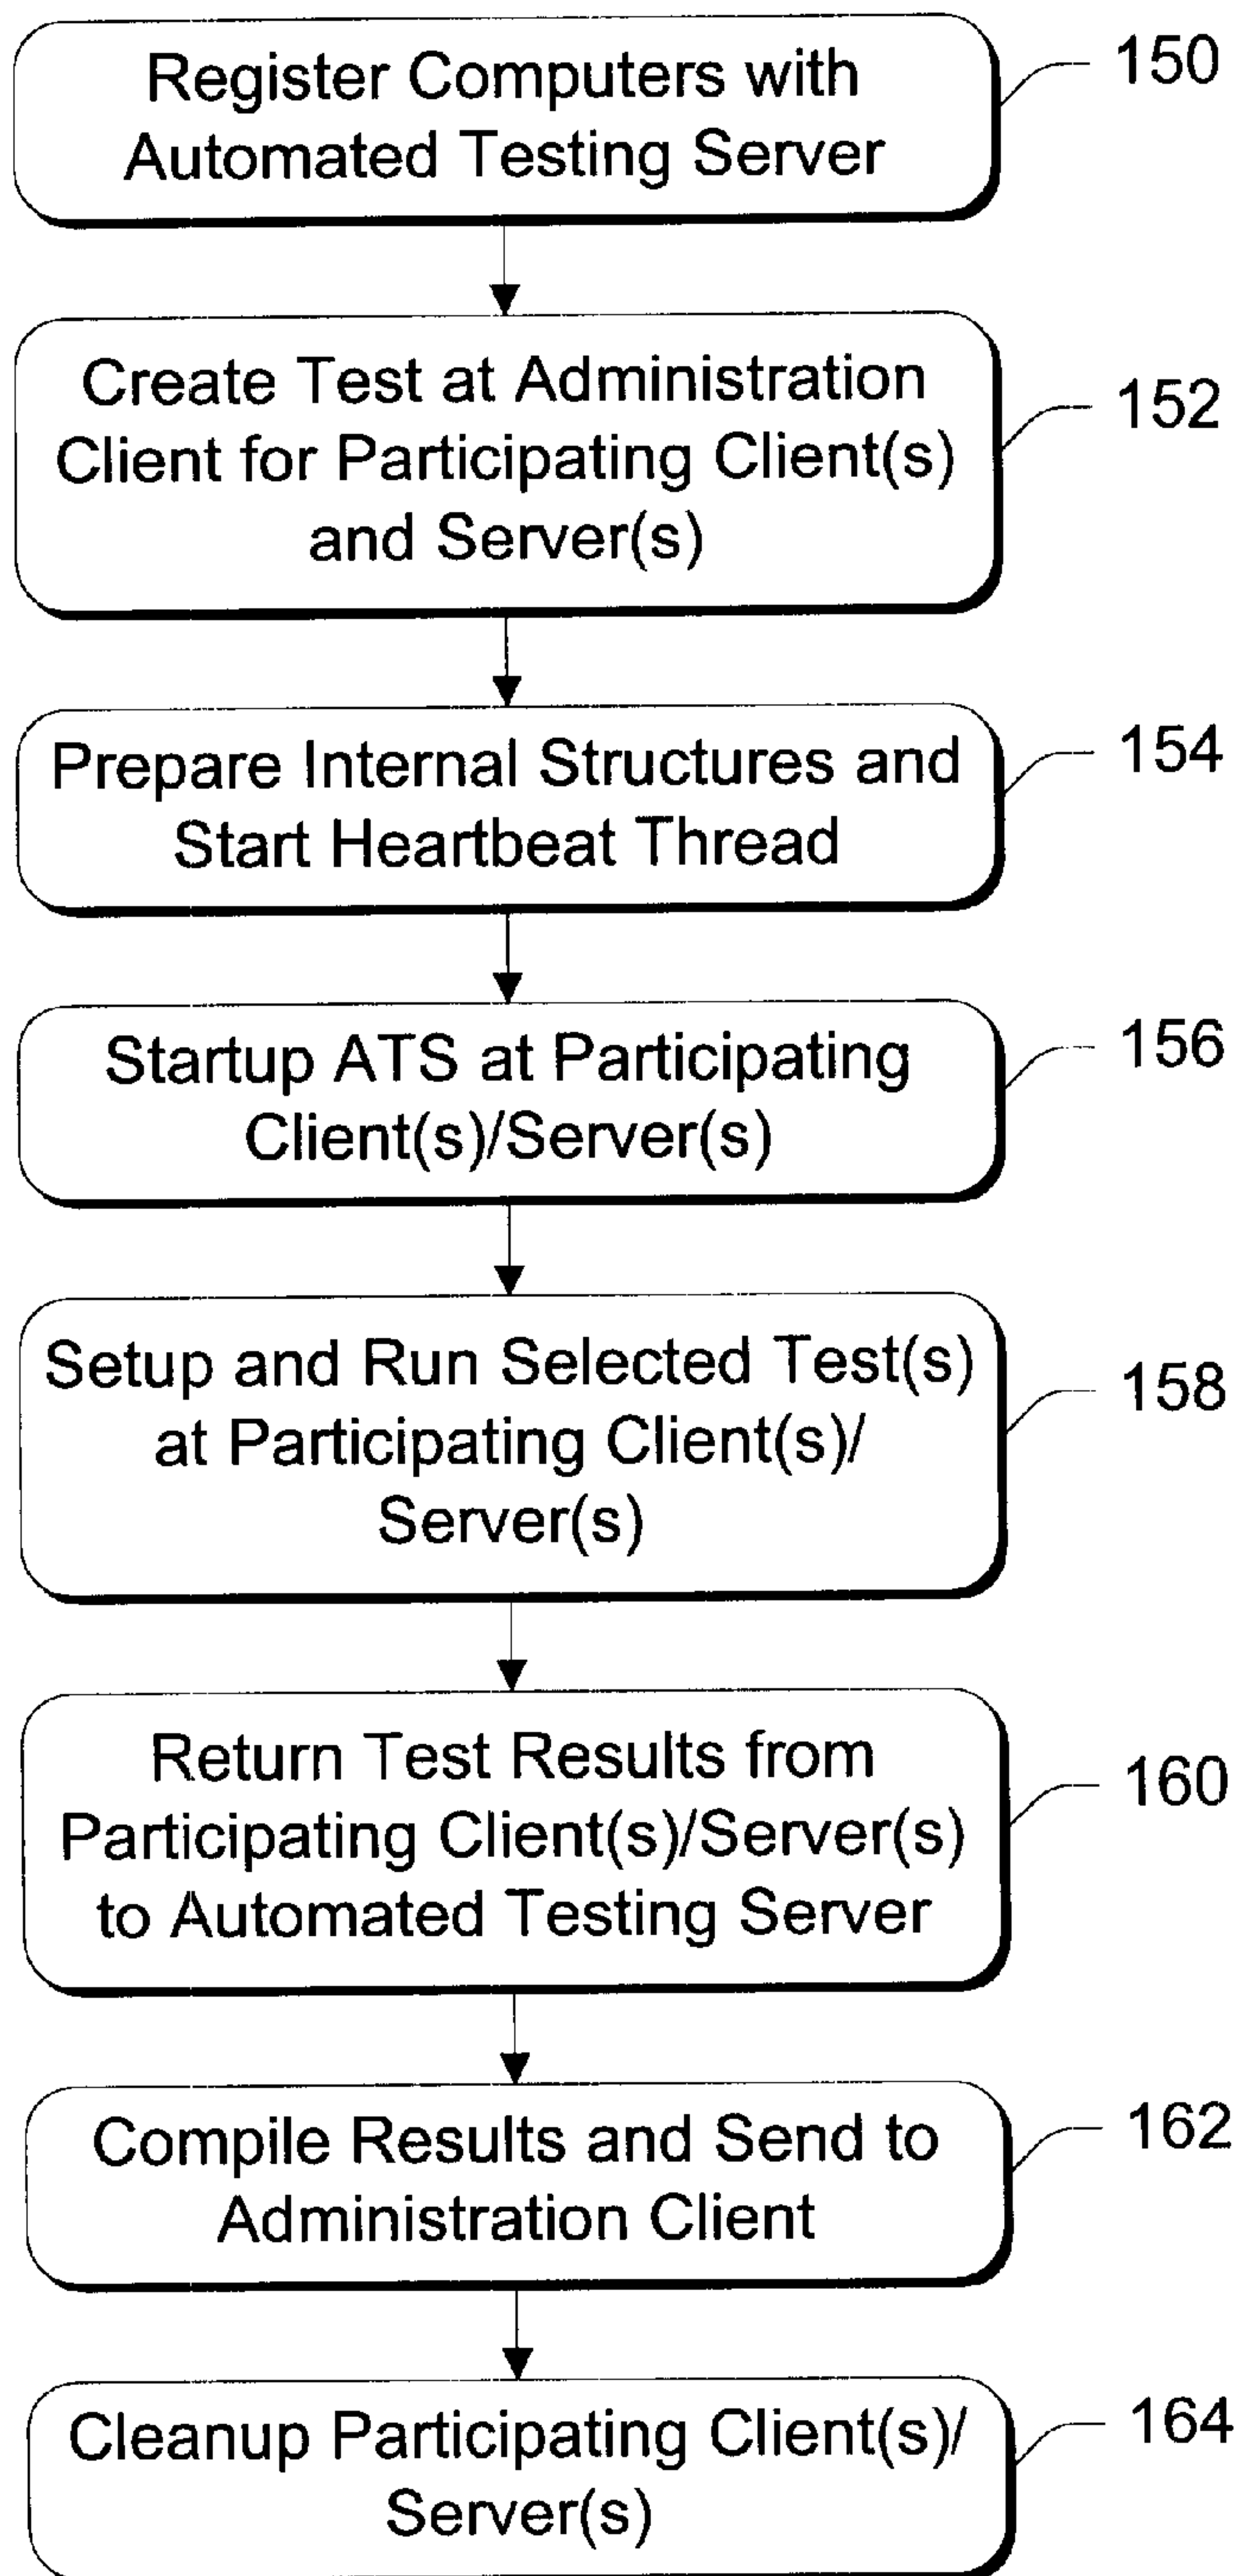 Register Computers with
Automated Testing Server
150
Create Test at Administration
Client for Participating Client(s)
and Server(s)
152
Prepare Internal Structures and
Start Heartbeat Thread
154
Startup ATS at Participating
Client(s)/Server(s)
156
Setup and Run Selected Test(s)
at Participating Client(s)/
Server(s)
158
Return Test Results from
Participating Client(s)/Server(s)
to Automated Testing Server
160
Compile Results and Send to
Administration Client
162
Cleanup Participating Client(s)/
Server(s)
164